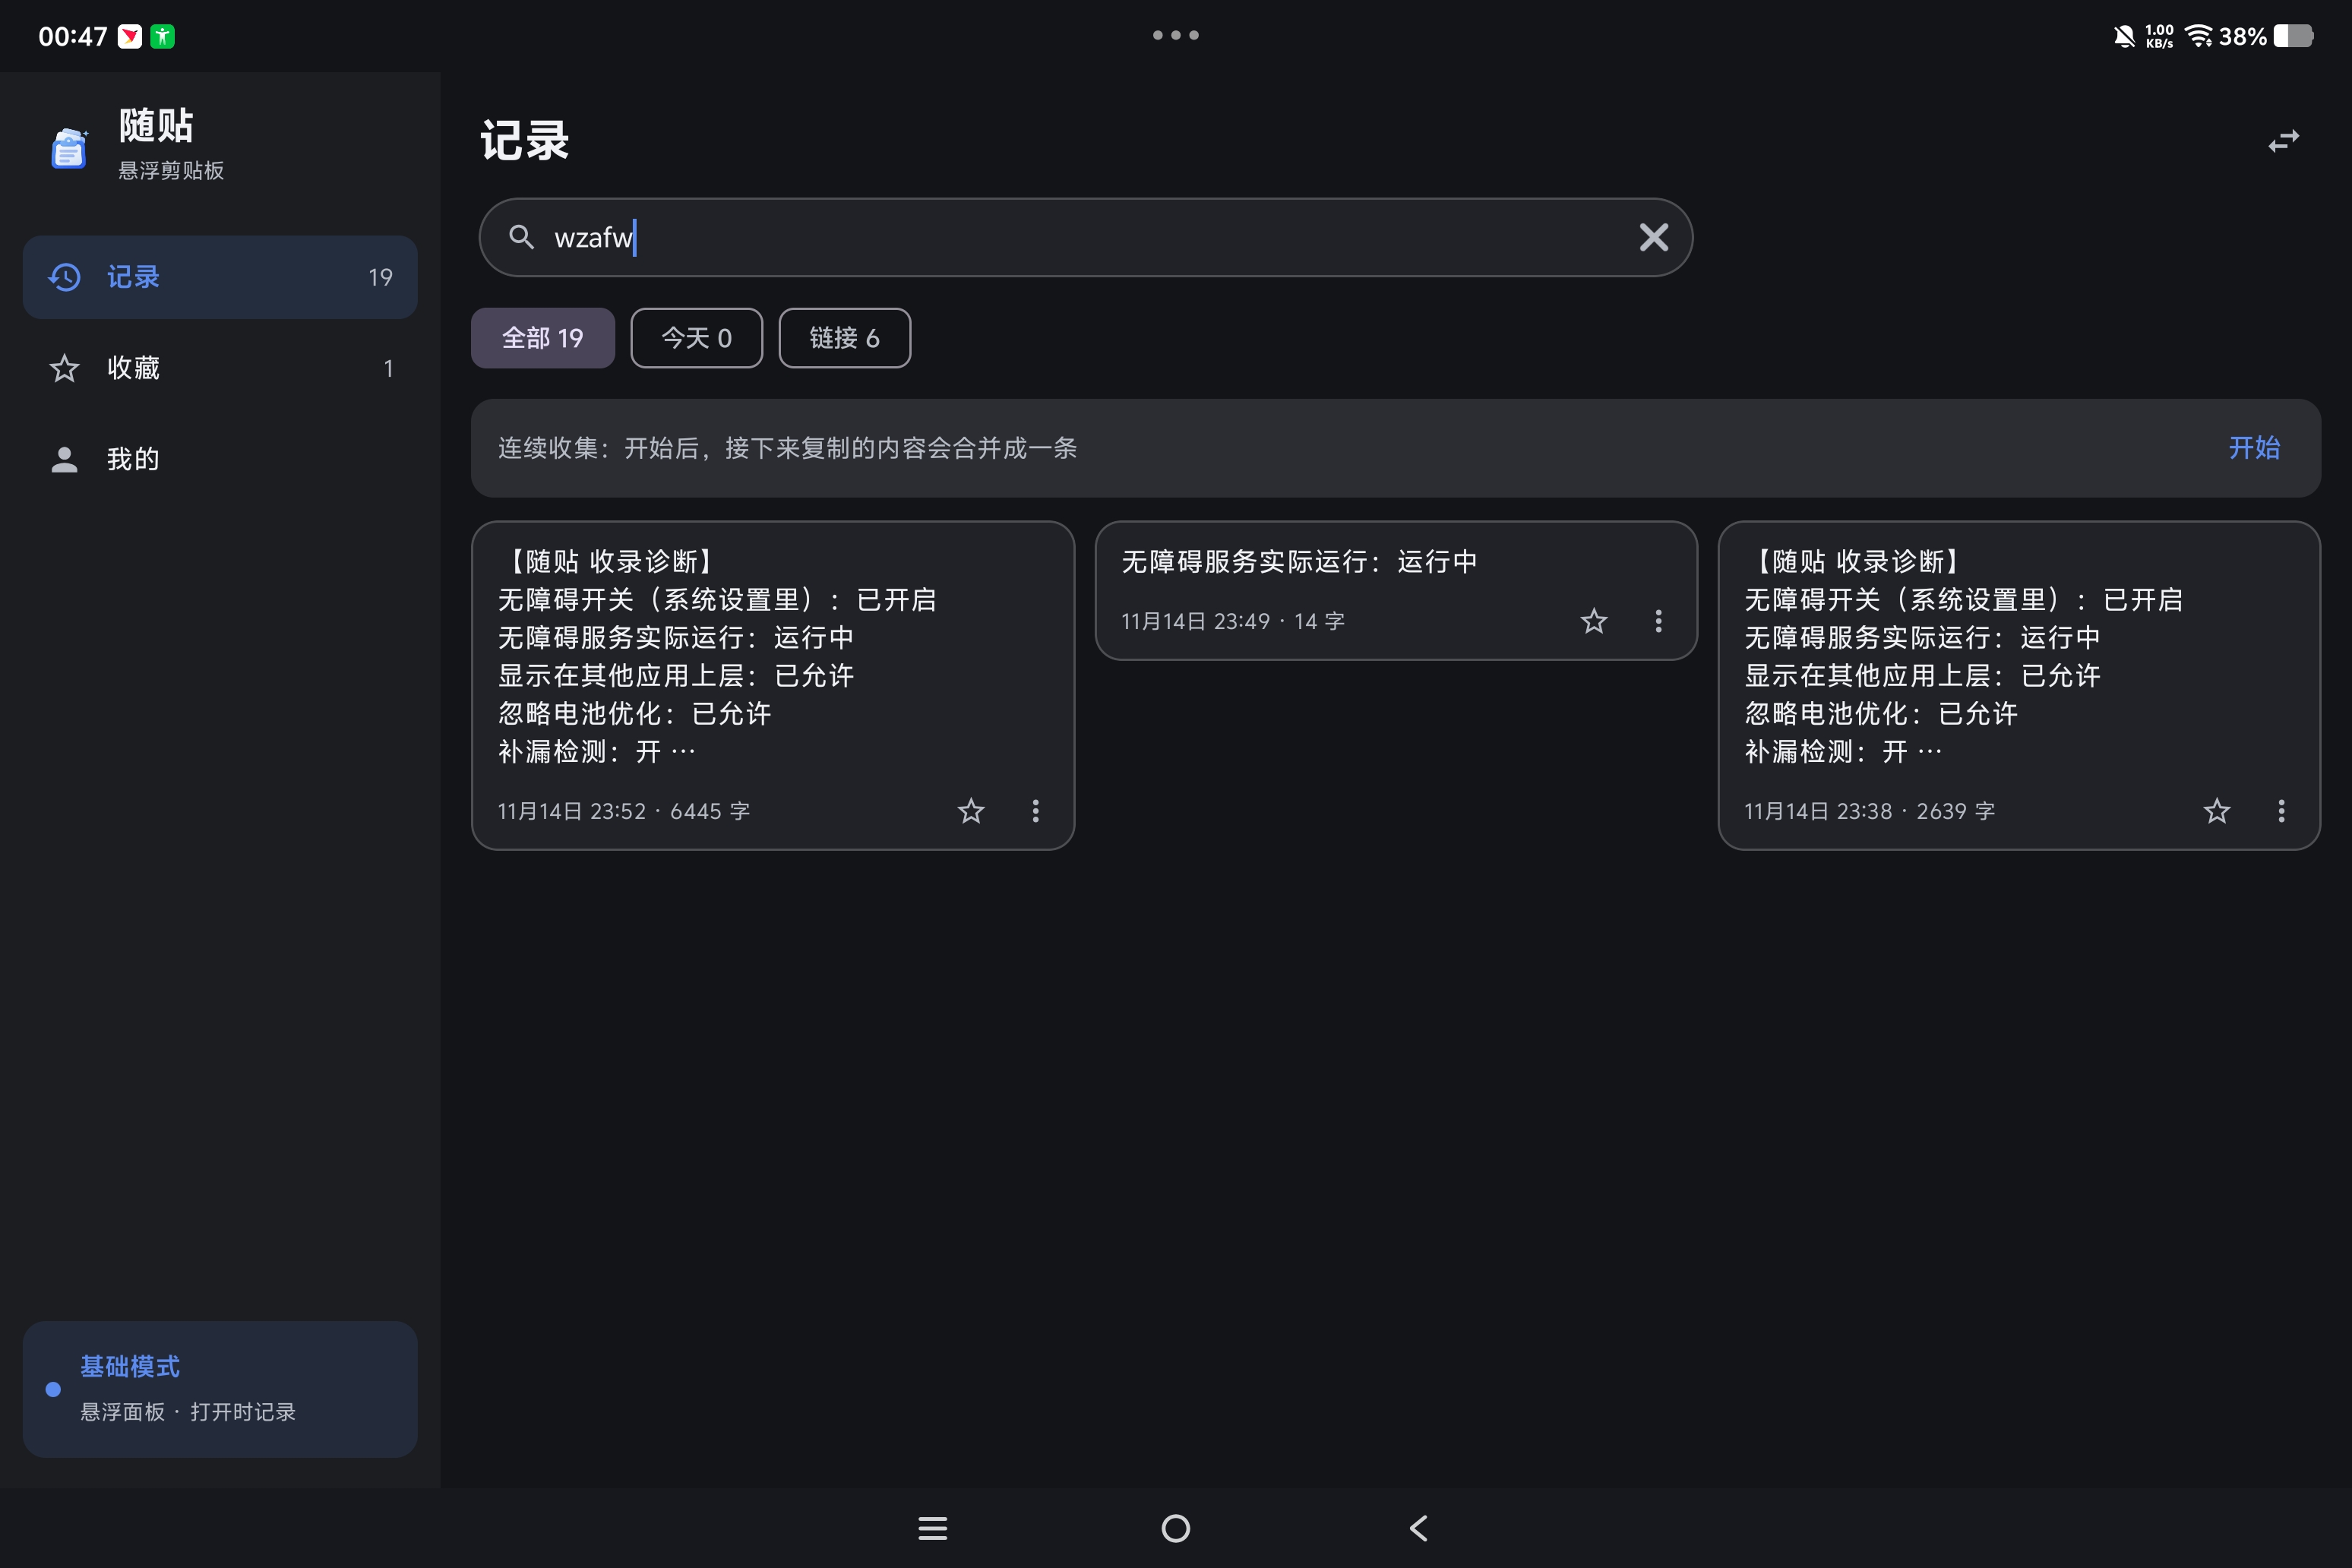 00:47
1.00
KB/s
38%
随贴
悬浮剪贴板
记录
19
收藏
1
我的
基础模式
悬浮面板 · 打开时记录
记录
wzafw
全部 19
今天 0
链接 6
连续收集：开始后，接下来复制的内容会合并成一条
开始
【随贴 收录诊断】
无障碍开关（系统设置里）：已开启
无障碍服务实际运行：运行中
显示在其他应用上层：已允许
忽略电池优化：已允许
补漏检测：开 …
11月14日 23:52 · 6445 字
无障碍服务实际运行：运行中
11月14日 23:49 · 14 字
【随贴 收录诊断】
无障碍开关（系统设置里）：已开启
无障碍服务实际运行：运行中
显示在其他应用上层：已允许
忽略电池优化：已允许
补漏检测：开 …
11月14日 23:38 · 2639 字